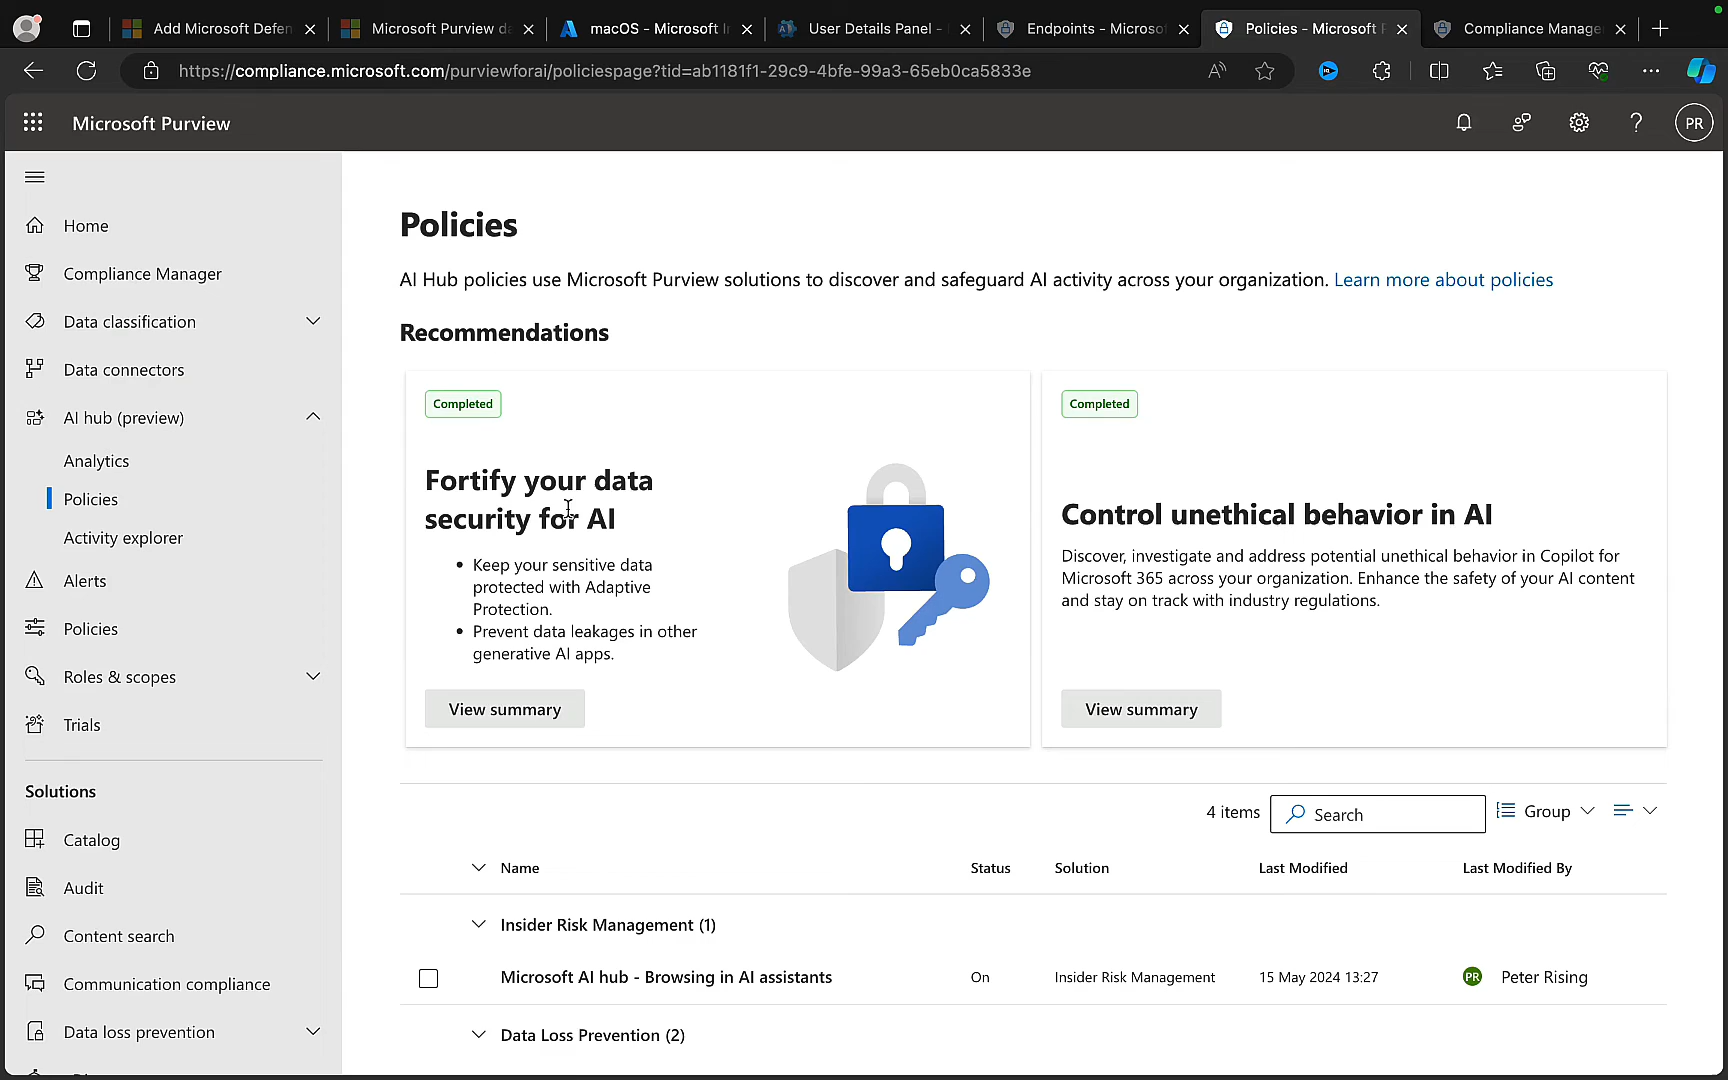 Add Microsoft Defen
Microsoft Purview da
macOS - Microsoft In
User Details Panel -
Endpoints - Microsof
Policies - Microsoft P
Compliance Manage
https://compliance.microsoft.com/purviewforai/policiespage?tid=ab1181f1-29c9-4bfe-99a3-65eb0ca5833e
Microsoft Purview
PR
Home
Compliance Manager
Data classification
Data connectors
AI hub (preview)
Analytics
Policies
Activity explorer
Alerts
Policies
Roles & scopes
Trials
Solutions
Catalog
Audit
Content search
Communication compliance
Data loss prevention
Policies
AI Hub policies use Microsoft Purview solutions to discover and safeguard AI activity across your organization. Learn more about policies
Recommendations
Completed
Fortify your data
security for AI
• Keep your sensitive data
protected with Adaptive
Protection.
• Prevent data leakages in other
generative AI apps.
View summary
Completed
Control unethical behavior in AI
Discover, investigate and address potential unethical behavior in Copilot for
Microsoft 365 across your organization. Enhance the safety of your AI content
and stay on track with industry regulations.
View summary
4 items
Search
Group
Name Status Solution Last Modified Last Modified By
Insider Risk Management (1)
Microsoft AI hub - Browsing in AI assistants On Insider Risk Management 15 May 2024 13:27 PR Peter Rising
Data Loss Prevention (2)